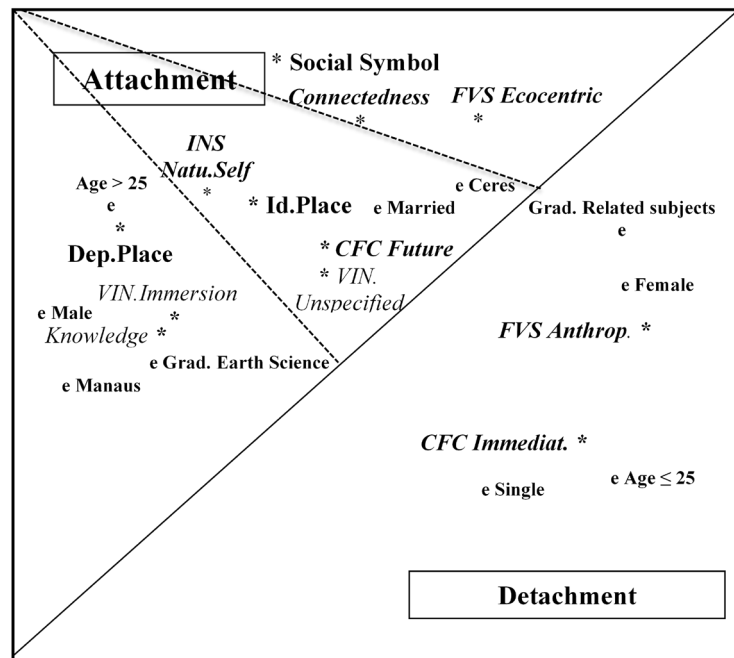 * Social Symbol
Attachment
Connectedness
*
FVS Ecocentric
*
INS
Natu.Self
*
Age > 25
e
*
Dep.Place
* Id.Place
e Married
e Ceres
Grad. Related subjects
e
* CFC Future
* VIN.
Unspecified
e Female
VIN.Immersion
*
e Male
Knowledge *
FVS Anthrop. *
e Grad. Earth Science
e Manaus
CFC Immediat. *
e Single
e Age ≤ 25
Detachment